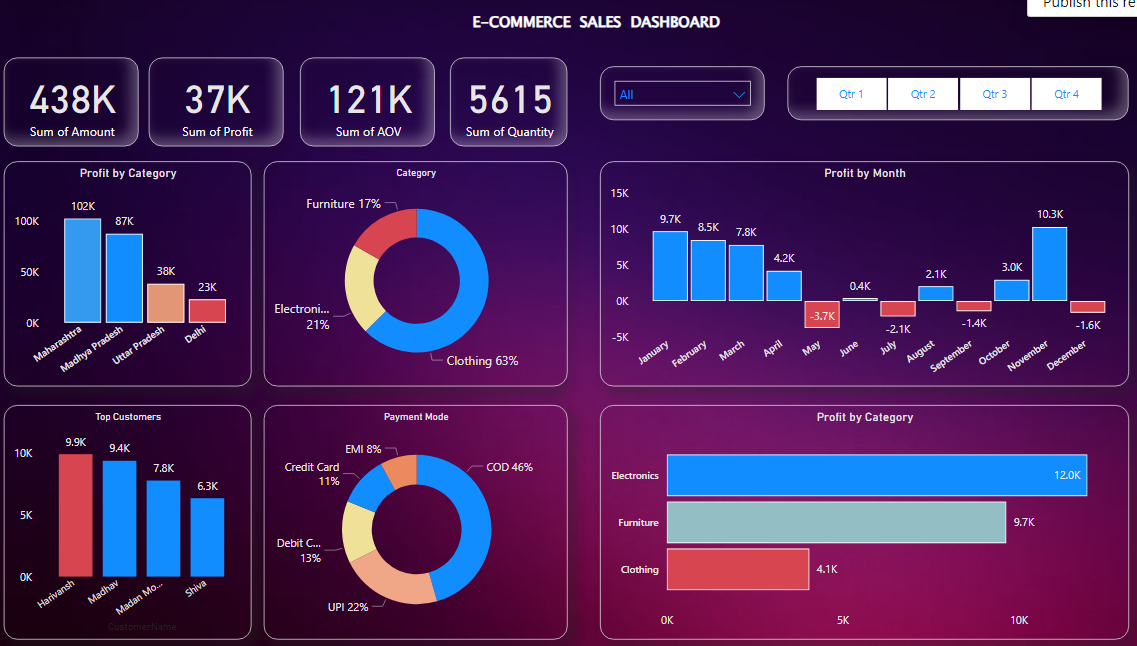 Publish this re
E-COMMERCE SALES DASHBOARD
438K
Sum of Amount
37K
Sum of Profit
121K
Sum of AOV
5615
Sum of Quantity
All
Qtr 1
Qtr 2
Qtr 3
Qtr 4
Profit by Category
100K
50K
0K
102K
87K
38K
23K
Maharashtra
Madhya Pradesh
Uttar Pradesh
Delhi
Category
Furniture 17%
Electroni...
21%
Clothing 63%
Profit by Month
15K
10K
5K
0K
-5K
9.7K
8.5K
7.8K
4.2K
-3.7K
0.4K
-2.1K
2.1K
-1.4K
3.0K
10.3K
-1.6K
January
February
March
April
May
June
July
August
September
October
November
December
Top Customers
10K
5K
0K
9.9K
9.4K
7.8K
6.3K
Harivansh
Madhav
Madan Mo...
Shiva
CustomerName
Payment Mode
EMI 8%
Credit Card
11%
Debit C...
13%
UPI 22%
COD 46%
Profit by Category
Electronics
12.0K
Furniture
9.7K
Clothing
4.1K
0K
5K
10K